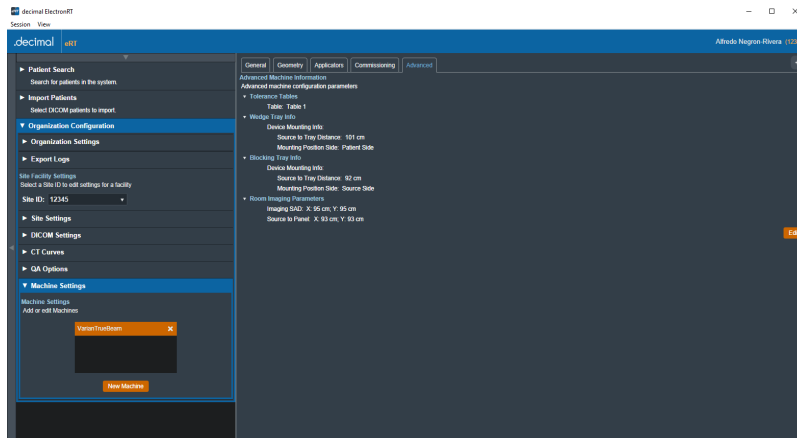 decimal ElectronRT
Session View
.decimal eRT
Alfredo Negron-Rivera (123
Patient Search
Search for patients in the system.
Import Patients
Select DICOM patients to import.
Organization Configuration
Organization Settings
Export Logs
Site Facility Settings
Select a Site ID to edit settings for a facility
Site ID: 12345
Site Settings
DICOM Settings
CT Curves
QA Options
Machine Settings
Machine Settings
Add or edit Machines
VarianTrueBeam
New Machine
General Geometry Applicators Commissioning Advanced
Advanced Machine Information
Advanced machine configuration parameters
Tolerance Tables
Table: Table 1
Wedge Tray Info
Device Mounting Info:
Source to Tray Distance: 101 cm
Mounting Position Side: Patient Side
Blocking Tray Info
Device Mounting Info:
Source to Tray Distance: 92 cm
Mounting Position Side: Source Side
Room Imaging Parameters
Imaging SAD: X: 95 cm; Y: 95 cm
Source to Panel: X: 93 cm; Y: 93 cm
Edi